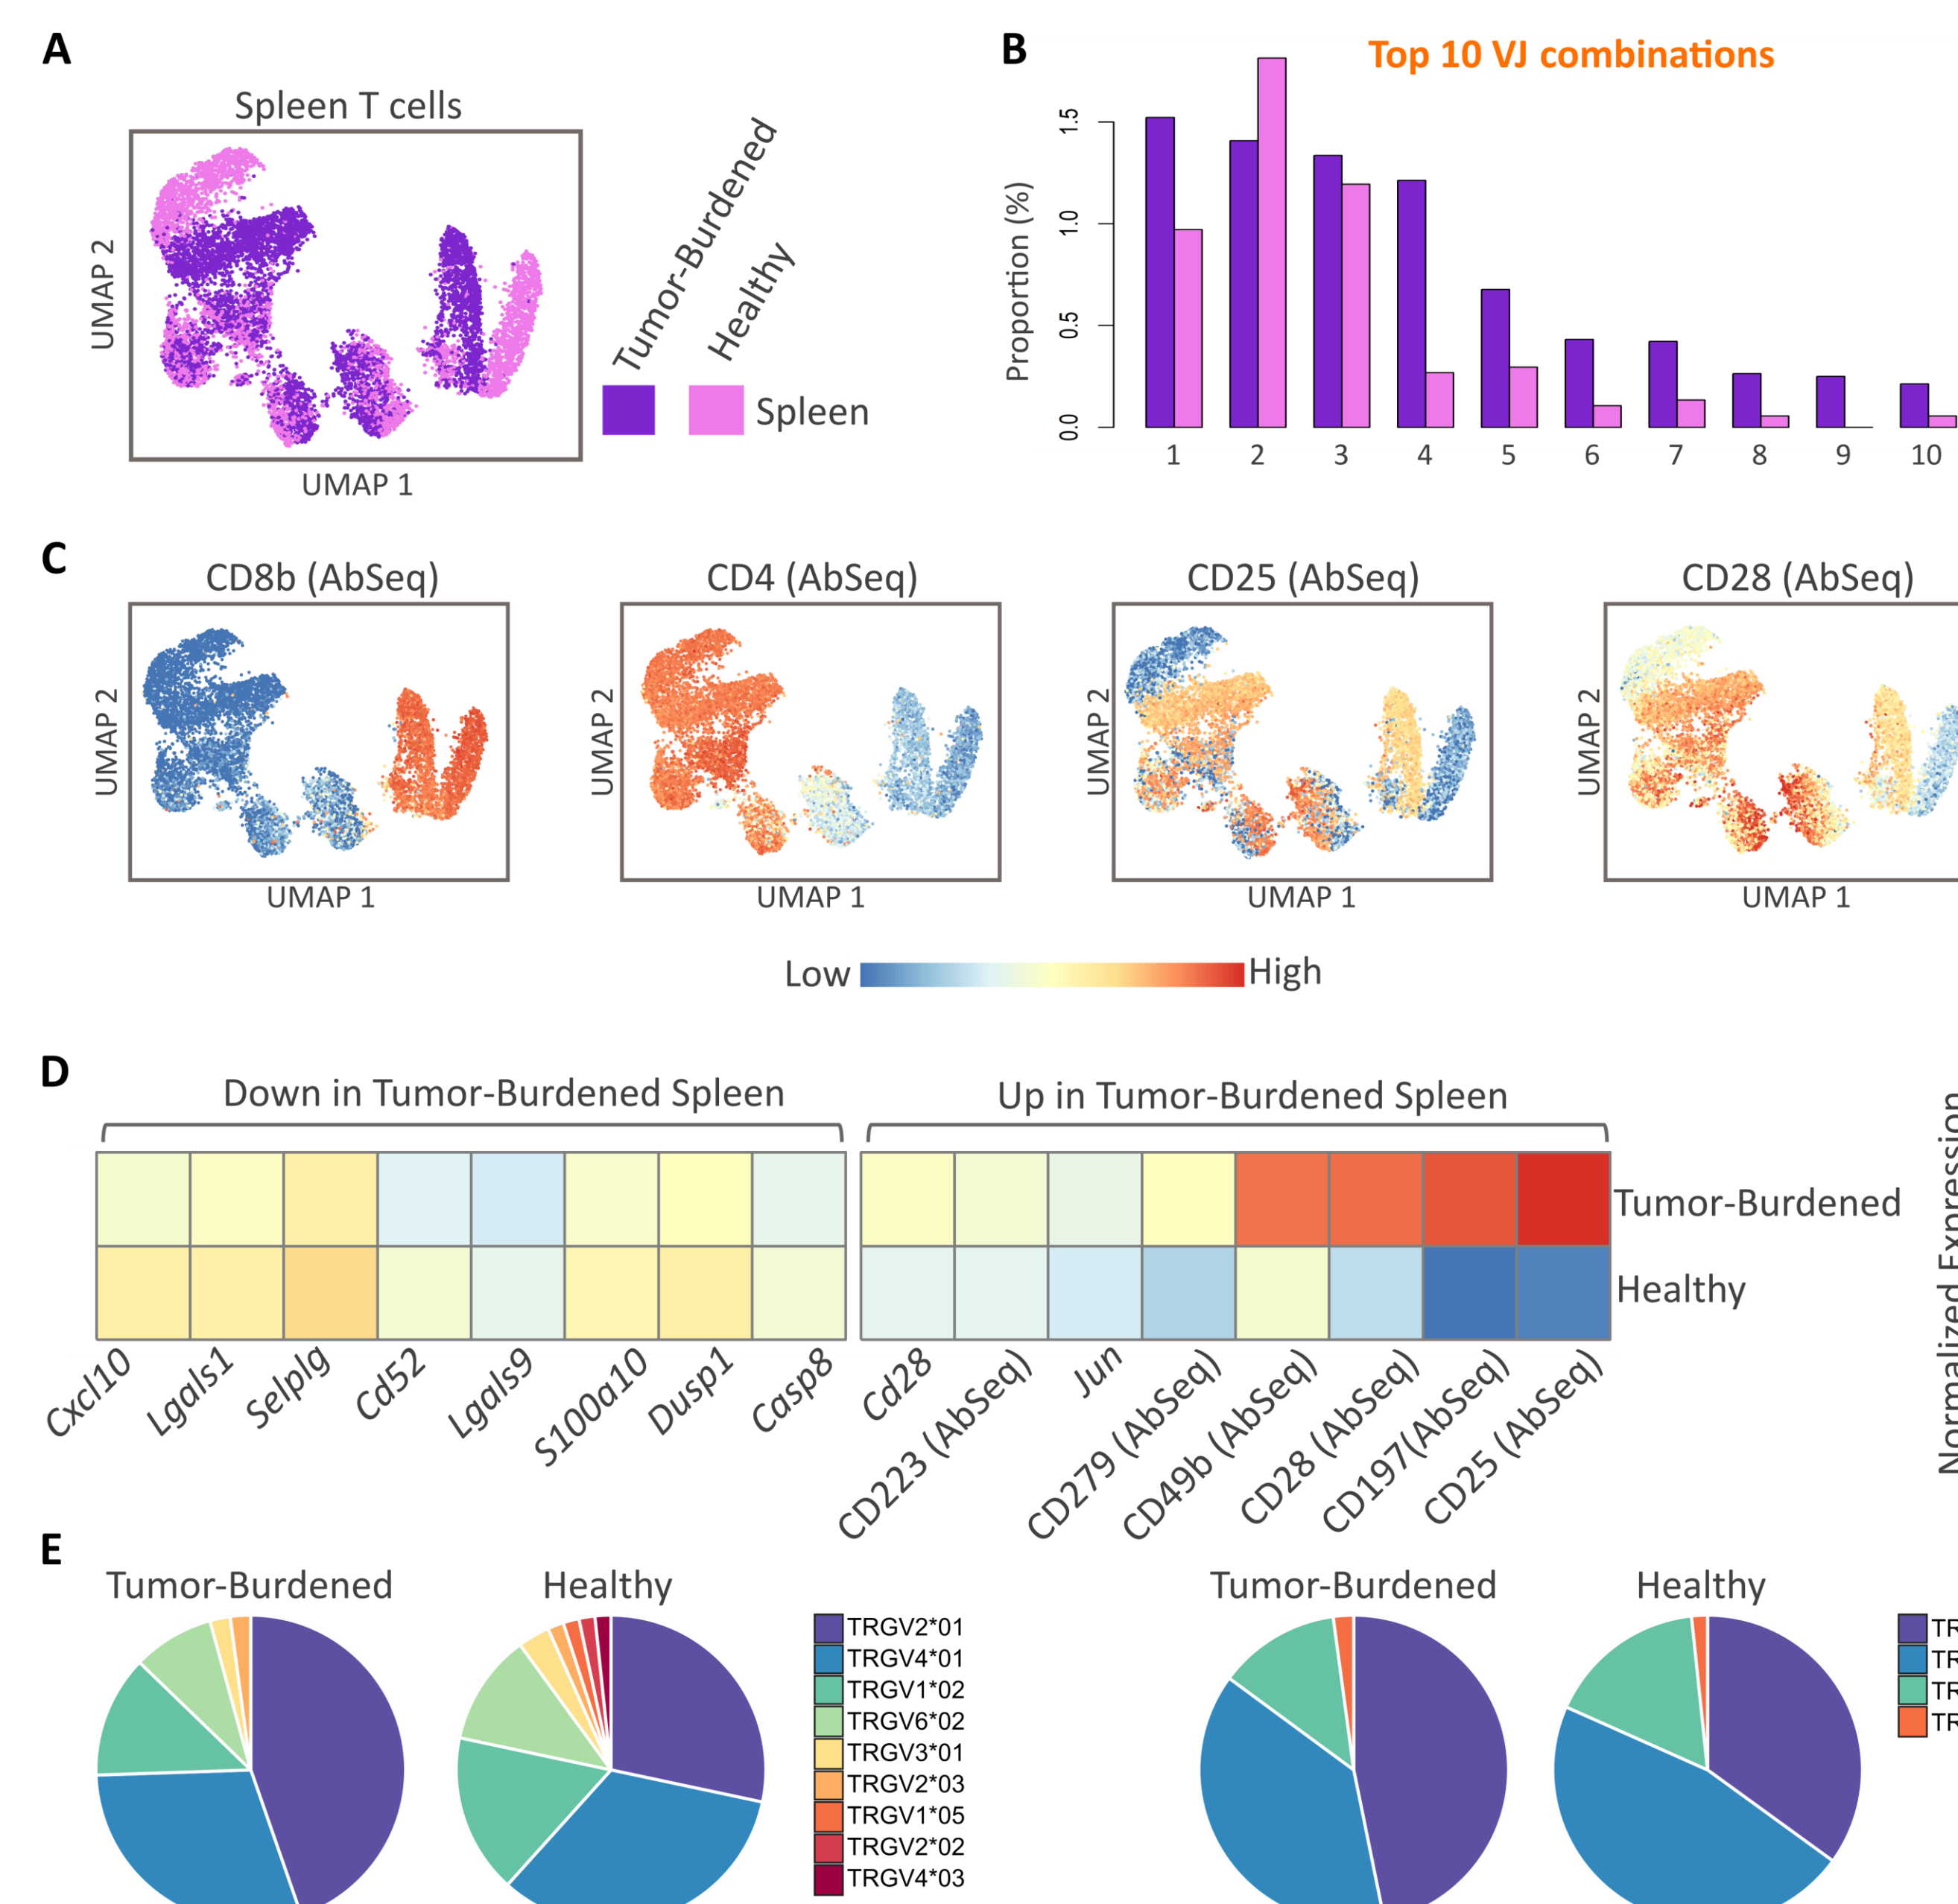 A
Spleen T cells
UMAP 2
UMAP 1
Tumor-Burdened
Healthy
Spleen
B
Top 10 VJ combinations
Proportion (%)
1.5
1.0
0.5
0.0
1 2 3 4 5 6 7 8 9 10
C
CD8b (AbSeq)
CD4 (AbSeq)
CD25 (AbSeq)
CD28 (AbSeq)
UMAP 2
UMAP 2
UMAP 2
UMAP 2
UMAP 1
UMAP 1
UMAP 1
UMAP 1
Low
High
D
Down in Tumor-Burdened Spleen
Up in Tumor-Burdened Spleen
Tumor-Burdened
Healthy
Normalized Expression
Cxcl10
Lgals1
Selplg
Cd52
Lgals9
S100a10
Dusp1
Casp8
Cd28
CD223 (AbSeq)
Jun
CD279 (AbSeq)
CD49b (AbSeq)
CD28 (AbSeq)
CD197(AbSeq)
CD25 (AbSeq)
E
Tumor-Burdened
Healthy
TRGV2*01
TRGV4*01
TRGV1*02
TRGV6*02
TRGV3*01
TRGV2*03
TRGV1*05
TRGV2*02
TRGV4*03
Tumor-Burdened
Healthy